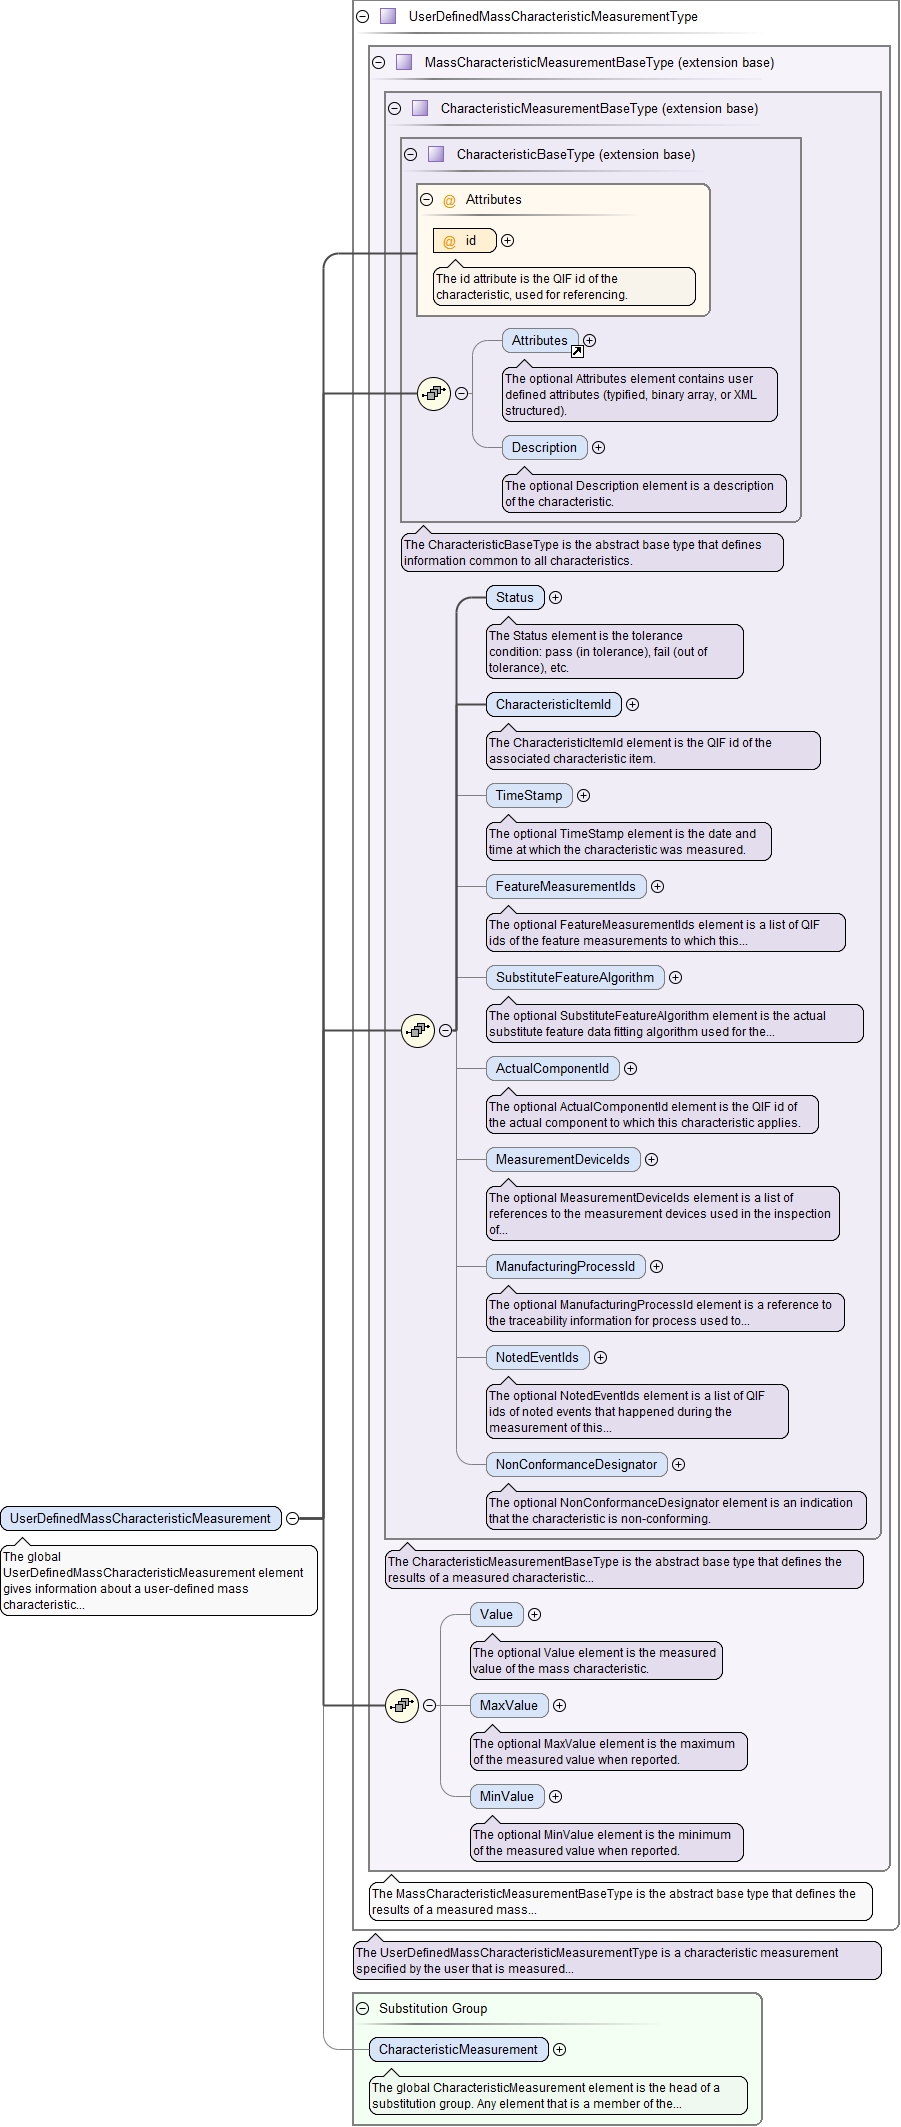 UserDefinedMassCharacteristicMeasurementType
MassCharacteristicMeasurementBaseType (extension base)
CharacteristicMeasurementBaseType (extension base)
CharacteristicBaseType (extension base)
@ Attributes
@ id
The id attribute is the QIF id of the
characteristic, used for referencing.
Attributes
The optional Attributes element contains user
defined attributes (typified, binary array, or XML
structured).
Description
The optional Description element is a description
of the characteristic.
The CharacteristicBaseType is the abstract base type that defines
information common to all characteristics.
Status
The Status element is the tolerance
condition: pass (in tolerance), fail (out of
tolerance), etc.
CharacteristicItemId
The CharacteristicItemId element is the QIF id of the
associated characteristic item.
TimeStamp
The optional TimeStamp element is the date and
time at which the characteristic was measured.
FeatureMeasurementIds
The optional FeatureMeasurementIds element is a list of QIF
ids of the feature measurements to which this...
SubstituteFeatureAlgorithm
The optional SubstituteFeatureAlgorithm element is the actual
substitute feature data fitting algorithm used for the...
ActualComponentId
The optional ActualComponentId element is the QIF id of
the actual component to which this characteristic applies.
MeasurementDeviceIds
The optional MeasurementDeviceIds element is a list of
references to the measurement devices used in the inspection
of...
ManufacturingProcessId
The optional ManufacturingProcessId element is a reference to
the traceability information for process used to...
NotedEventIds
The optional NotedEventIds element is a list of QIF
ids of noted events that happened during the
measurement of this...
NonConformanceDesignator
The optional NonConformanceDesignator element is an indication
that the characteristic is non-conforming.
UserDefinedMassCharacteristicMeasurement
The global
UserDefinedMassCharacteristicMeasurement element
gives information about a user-defined mass
characteristic...
The CharacteristicMeasurementBaseType is the abstract base type that defines the
results of a measured characteristic...
Value
The optional Value element is the measured
value of the mass characteristic.
MaxValue
The optional MaxValue element is the maximum
of the measured value when reported.
MinValue
The optional MinValue element is the minimum
of the measured value when reported.
The MassCharacteristicMeasurementBaseType is the abstract base type that defines the
results of a measured mass...
The UserDefinedMassCharacteristicMeasurementType is a characteristic measurement
specified by the user that is measured...
Substitution Group
CharacteristicMeasurement
The global CharacteristicMeasurement element is the head of a
substitution group. Any element that is a member of the...